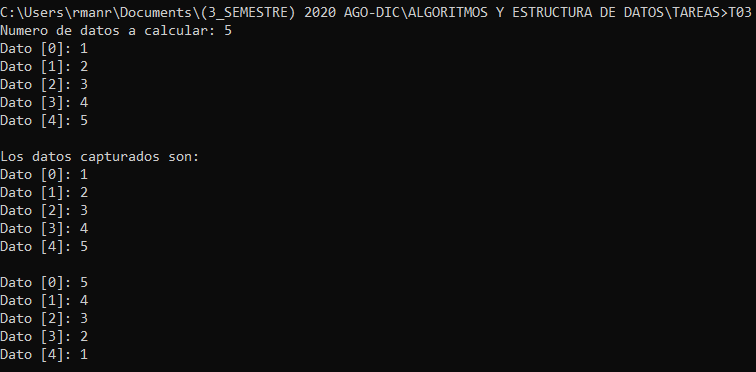 C:\Users\rmanr\Documents\(3_SEMESTRE) 2020 AGO-DIC\ALGORITMOS Y ESTRUCTURA DE DATOS\TAREAS>T03
Numero de datos a calcular: 5
Dato [0]: 1
Dato [1]: 2
Dato [2]: 3
Dato [3]: 4
Dato [4]: 5
Los datos capturados son:
Dato [0]: 1
Dato [1]: 2
Dato [2]: 3
Dato [3]: 4
Dato [4]: 5
Dato [0]: 5
Dato [1]: 4
Dato [2]: 3
Dato [3]: 2
Dato [4]: 1